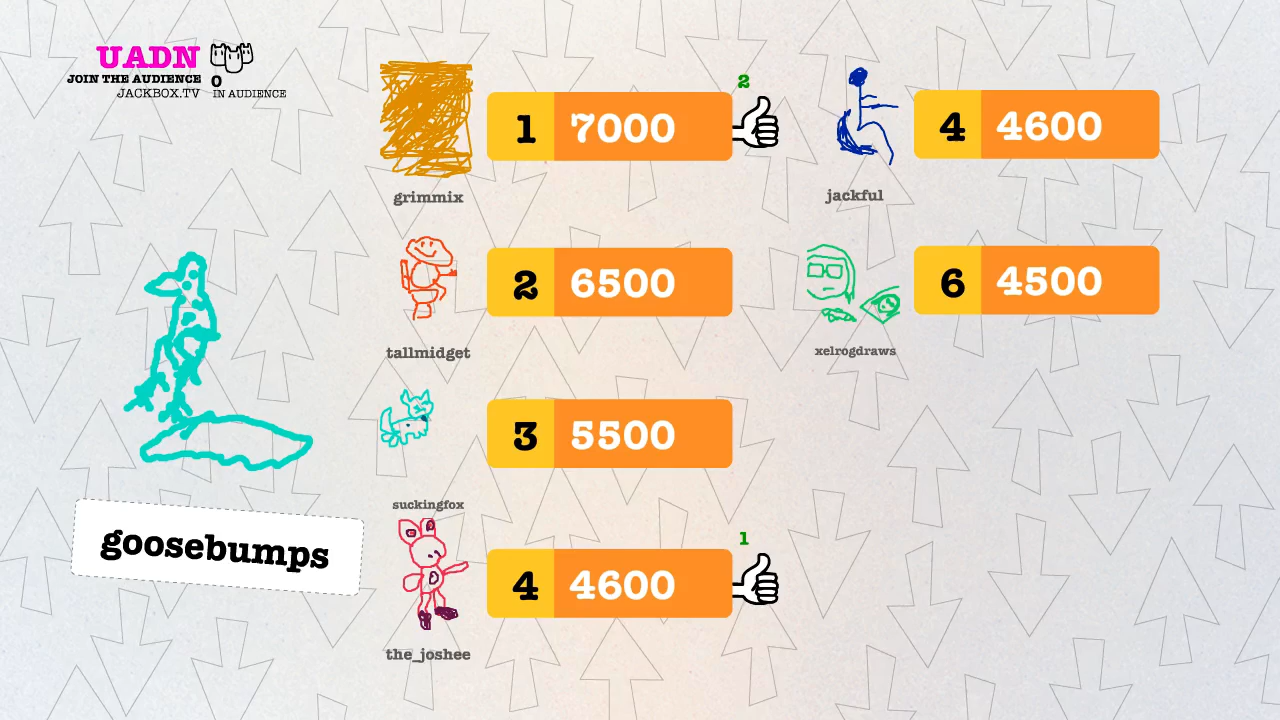 UADN
JOIN THE AUDIENCE
JACKBOX.TV
0
IN AUDIENCE
goosebumps
1 7000
2
grimmix
2 6500
tallmidget
3 5500
suckingfox
4 4600
1
the_joshee
4 4600
jackful
6 4500
xelrogdraws